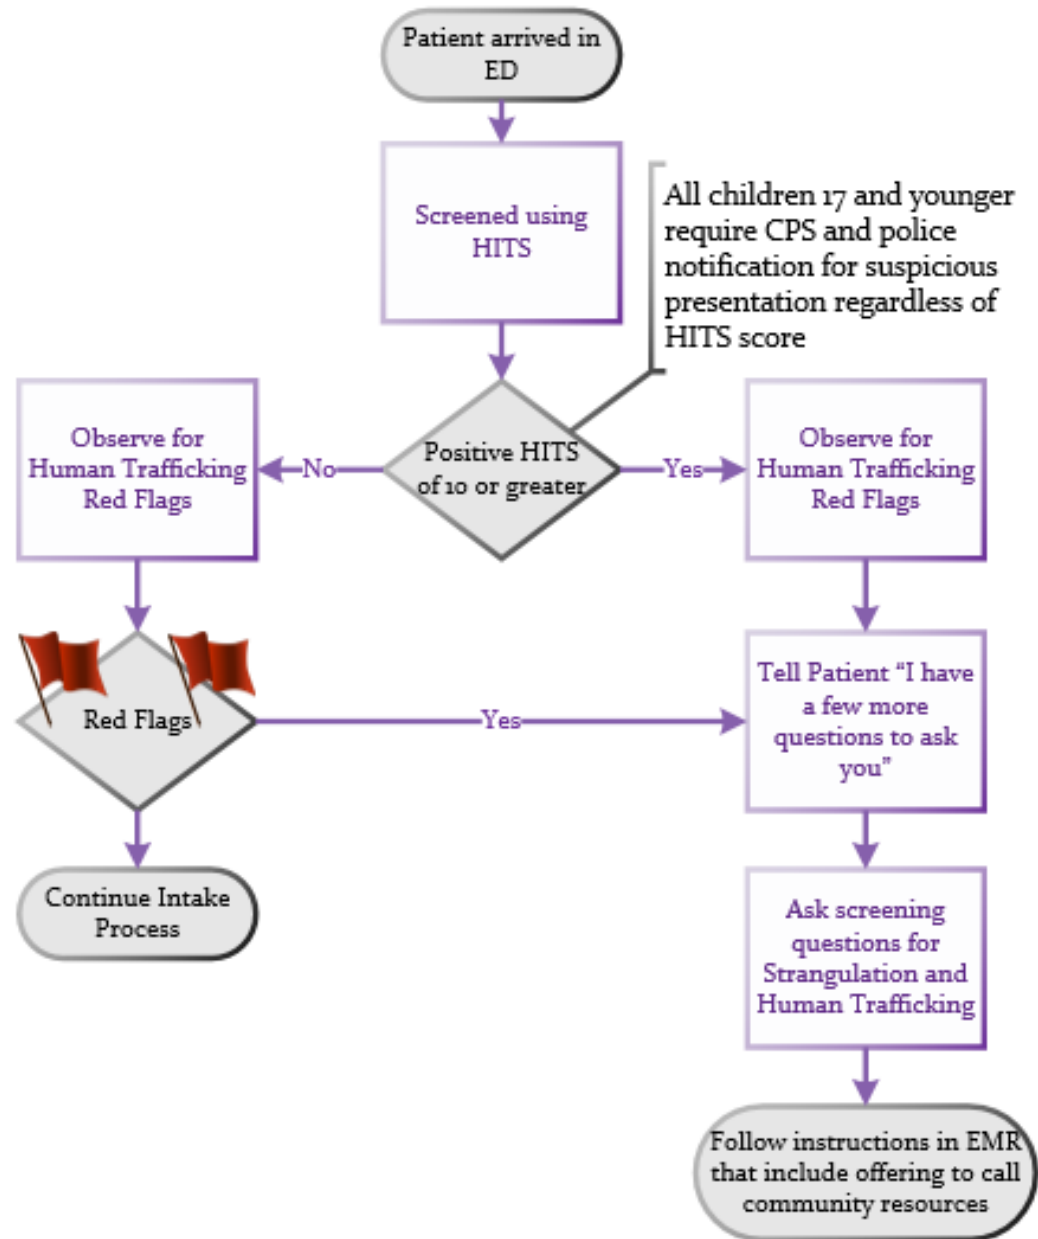 Patient arrived in
ED
Screened using
HITS
All children 17 and younger
require CPS and police
notification for suspicious
presentation regardless of
HITS score
Observe for
Human Trafficking
Red Flags
No
Positive HITS
of 10 or greater
Yes
Observe for
Human Trafficking
Red Flags
Red Flags
Yes
Tell Patient “I have
a few more
questions to ask
you”
Continue Intake
Process
Ask screening
questions for
Strangulation and
Human Trafficking
Follow instructions in EMR
that include offering to call
community resources